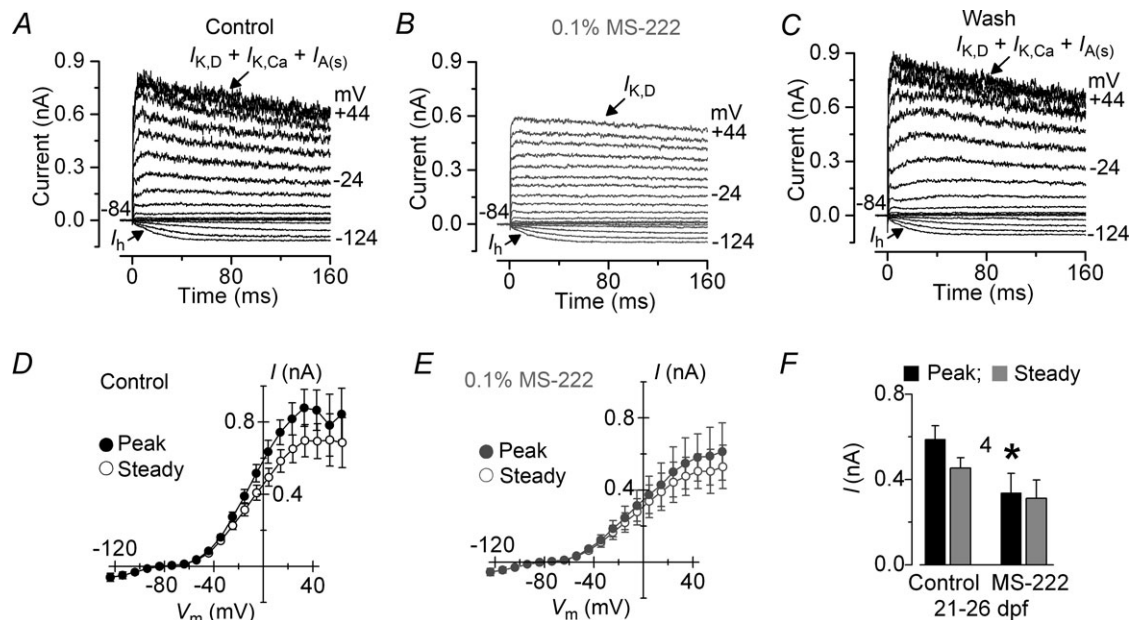 A
Control
I_K,D + I_K,Ca + I_A(s)
mV
+44
-24
-124
-84
I_h
0.9
0.6
0.3
0.0
Current (nA)
0 80 160
Time (ms)
B
0.1% MS-222
I_K,D
mV
+44
-24
-124
-84
I_h
0.9
0.6
0.3
0.0
Current (nA)
0 80 160
Time (ms)
C
Wash
I_K,D + I_K,Ca + I_A(s)
mV
+44
-24
-124
-84
I_h
0.9
0.6
0.3
0.0
Current (nA)
0 80 160
Time (ms)
D
Control
I (nA)
0.8
0.4
Peak
Steady
-120
-80 -40 40
V_m (mV)
E
0.1% MS-222
I (nA)
0.8
0.4
Peak
Steady
-120
-80 -40 40
V_m (mV)
F
Peak; Steady
0.8
0.4
0.0
I (nA)
4
*
Control MS-222
21-26 dpf